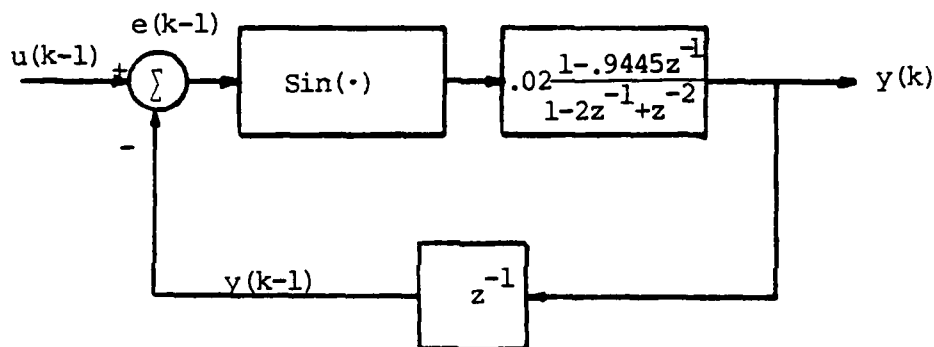 e(k-1)
u(k-1)
+
Σ
-
Sin(·)
.02 1-.9445z^-1
1-2z^-1+z^-2
y(k)
y(k-1)
z^-1